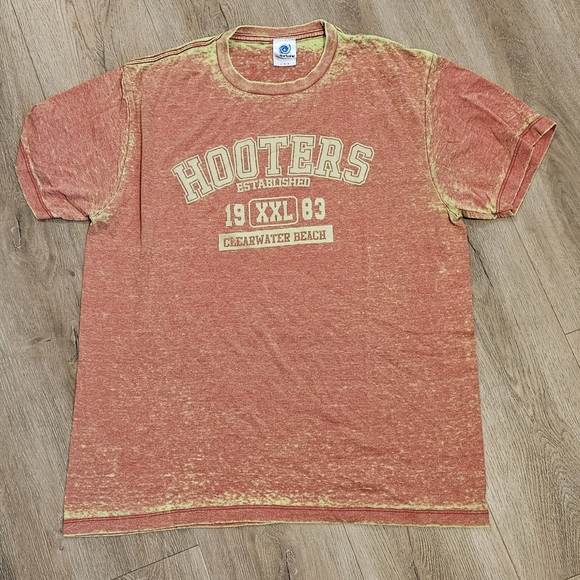 HOOTERS
ESTABLISHED
19 XXL 83
CLEARWATER BEACH